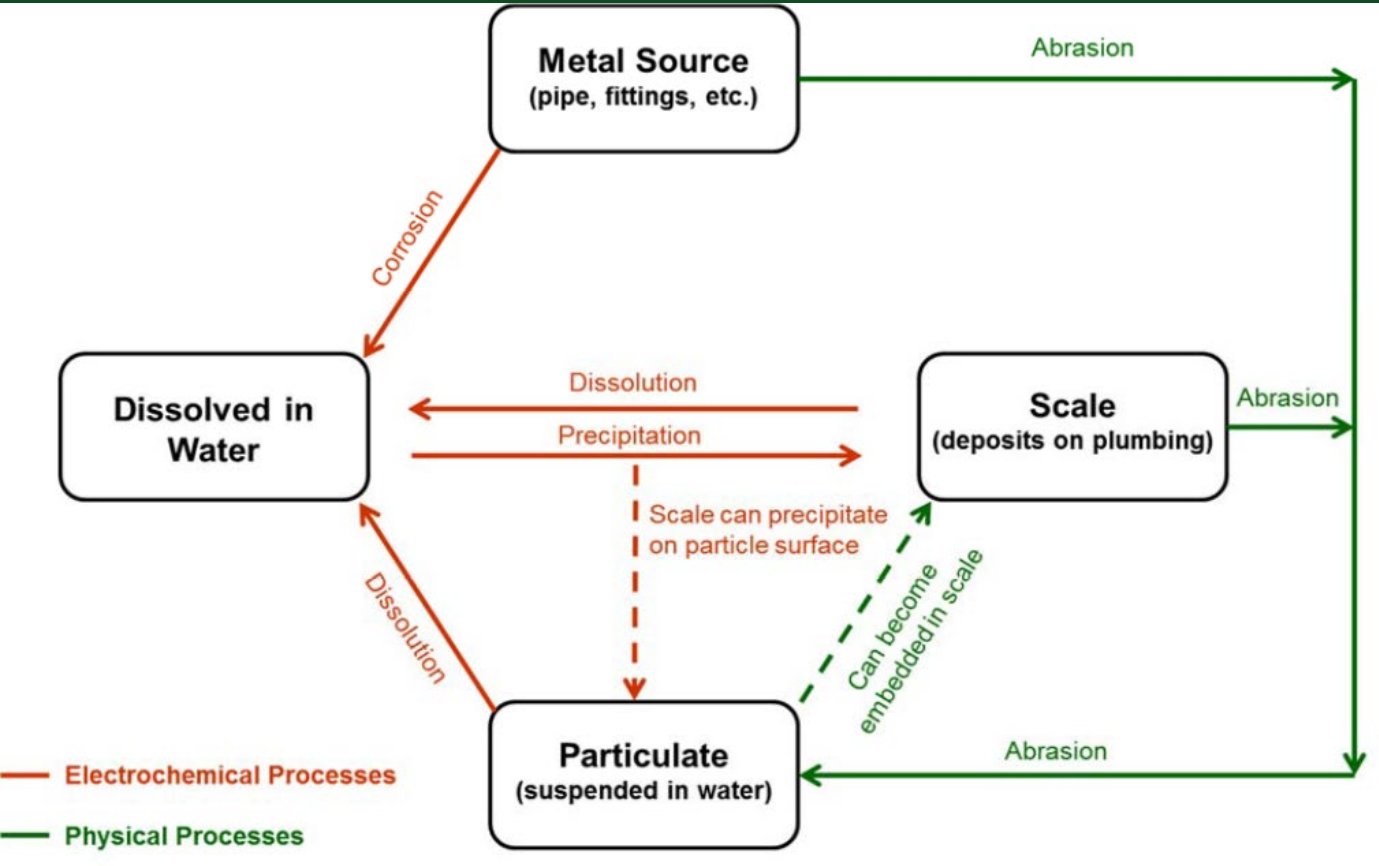 Metal Source
(pipe, fittings, etc.)
Abrasion
Corrosion
Dissolved in
Water
Dissolution
Precipitation
Scale
(deposits on plumbing)
Abrasion
Scale can precipitate
on particle surface
Dissolution
Can become
embedded in scale
Particulate
(suspended in water)
Abrasion
Electrochemical Processes
Physical Processes